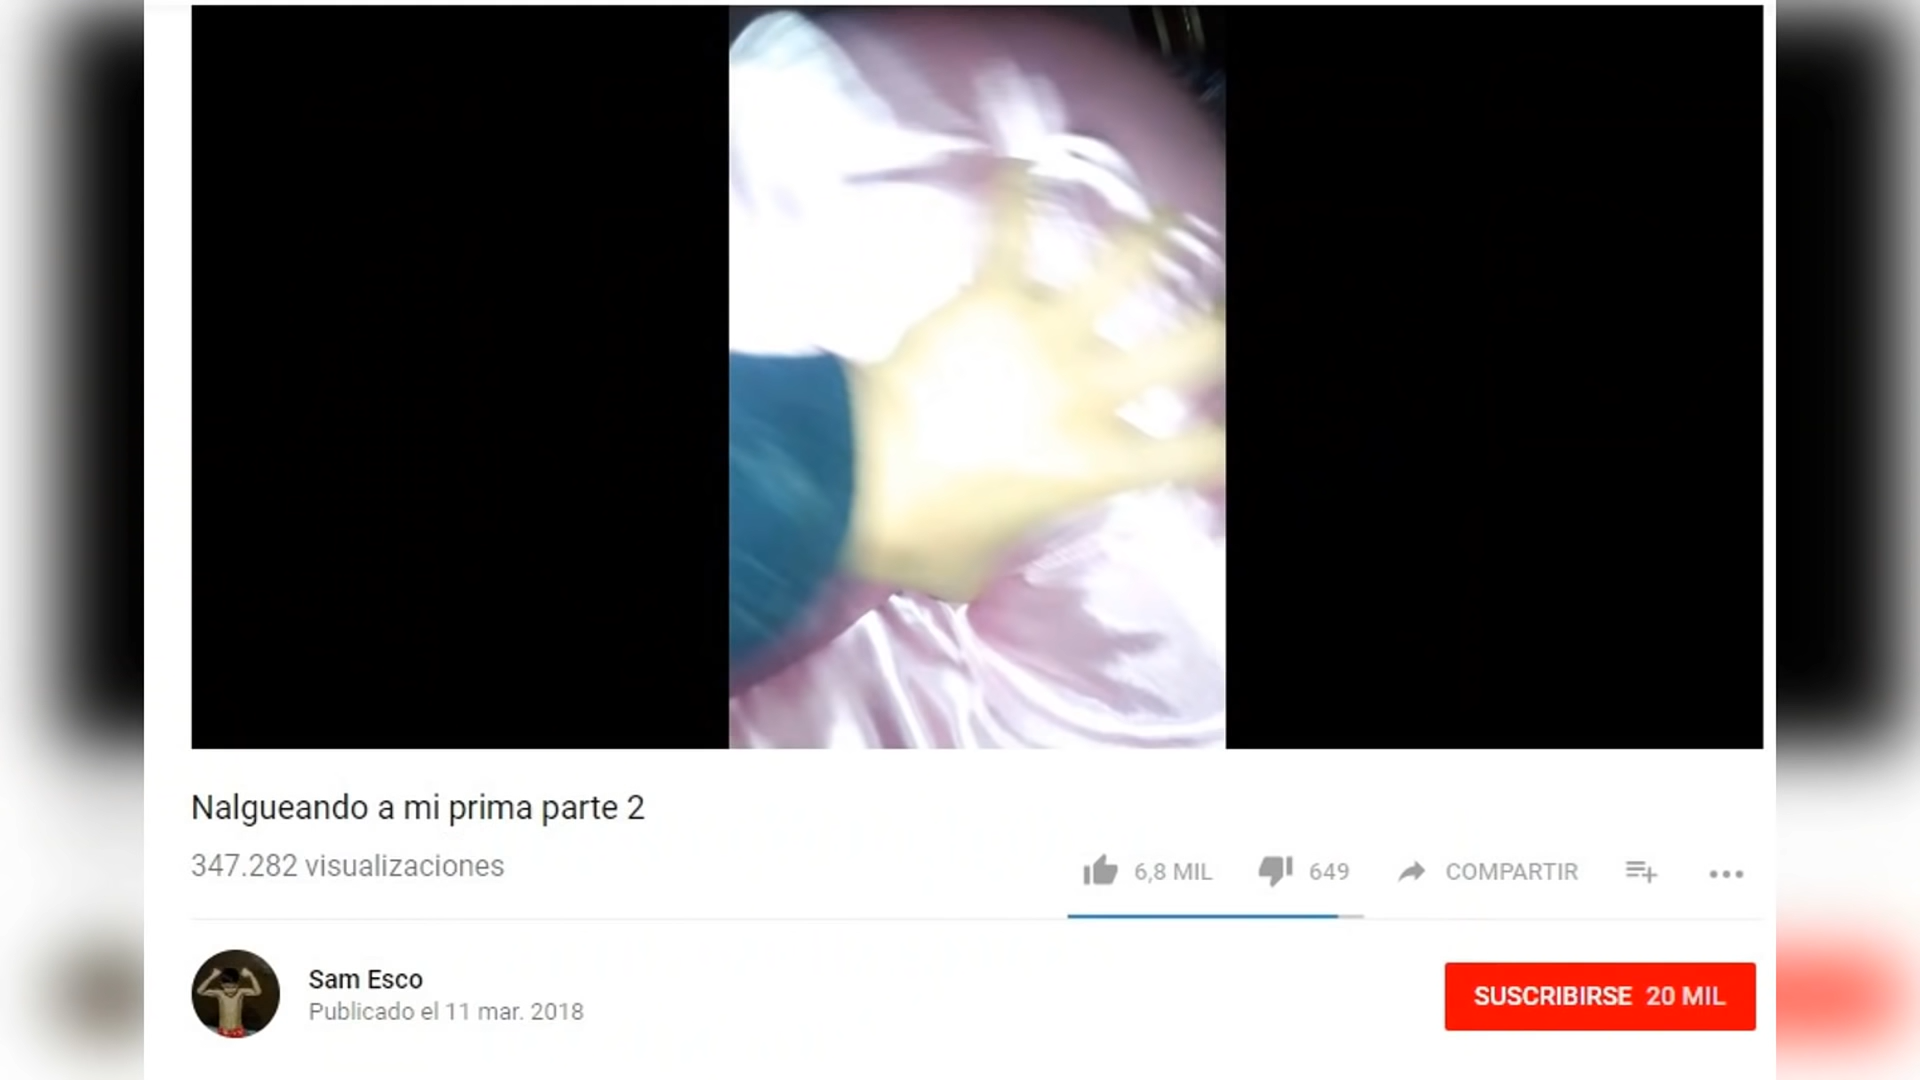 Nalgueando a mi prima parte 2
347.282 visualizaciones
6,8 MIL 649 COMPARTIR
Sam Esco
Publicado el 11 mar. 2018
SUSCRIBIRSE 20 MIL